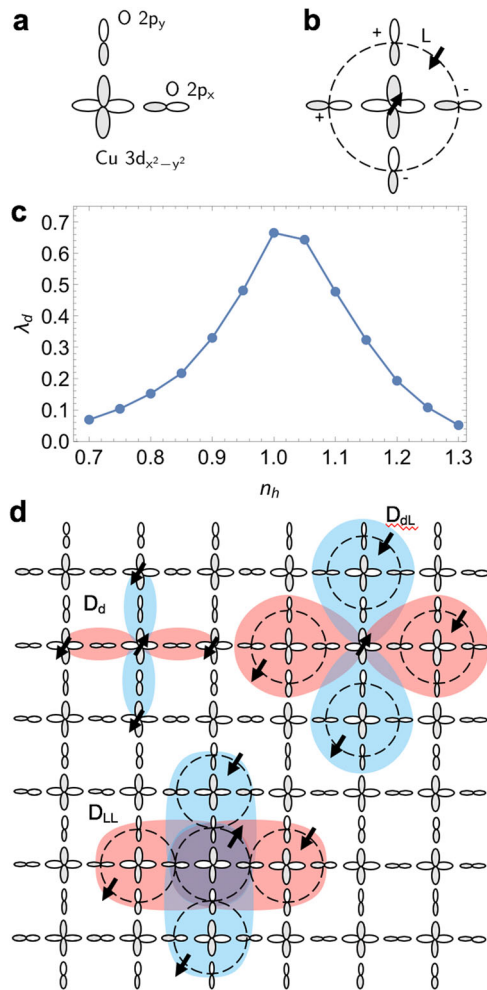 a
O 2py
O 2px
Cu 3dx²−y²
b
+
L
-
+
-
c
0.7
0.6
0.5
0.4
0.3
0.2
0.1
0.0
λd
0.7 0.8 0.9 1.0 1.1 1.2 1.3
nh
d
DdL
Dd
DLL